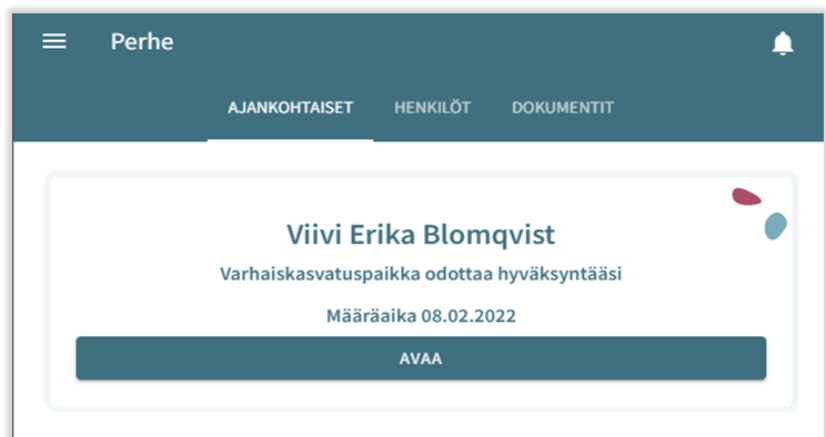 Perhe
AJANKOHTAISET HENKILÖT DOKUMENTIT
Viivi Erika Blomqvist
Varhaiskasvatuspaikka odottaa hyväksyntääsi
Määräaika 08.02.2022
AVAA